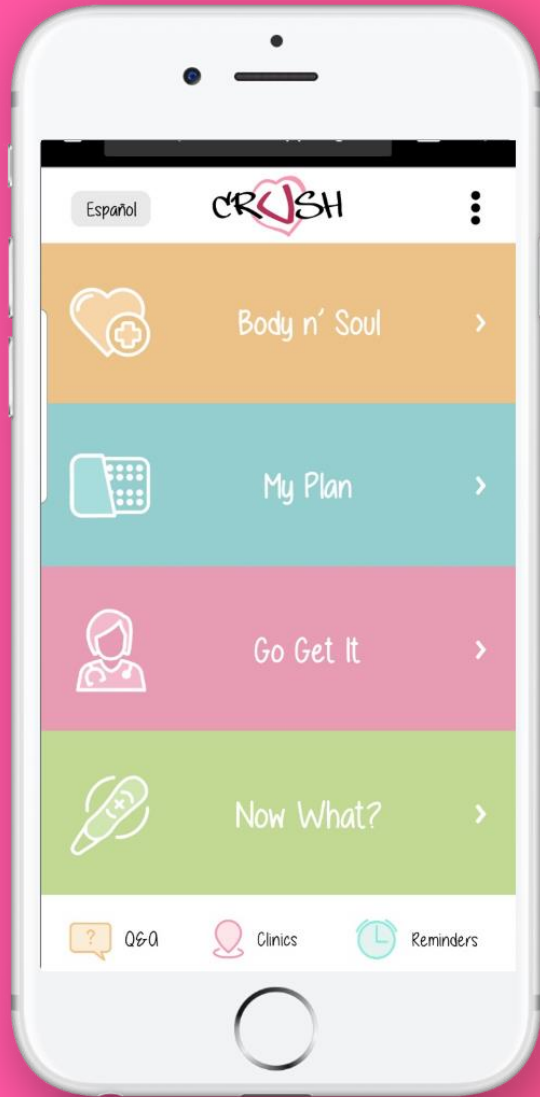 Español
CRUSH
Body n' Soul
My Plan
Go Get It
Now What?
? Q&A
Clinics
Reminders